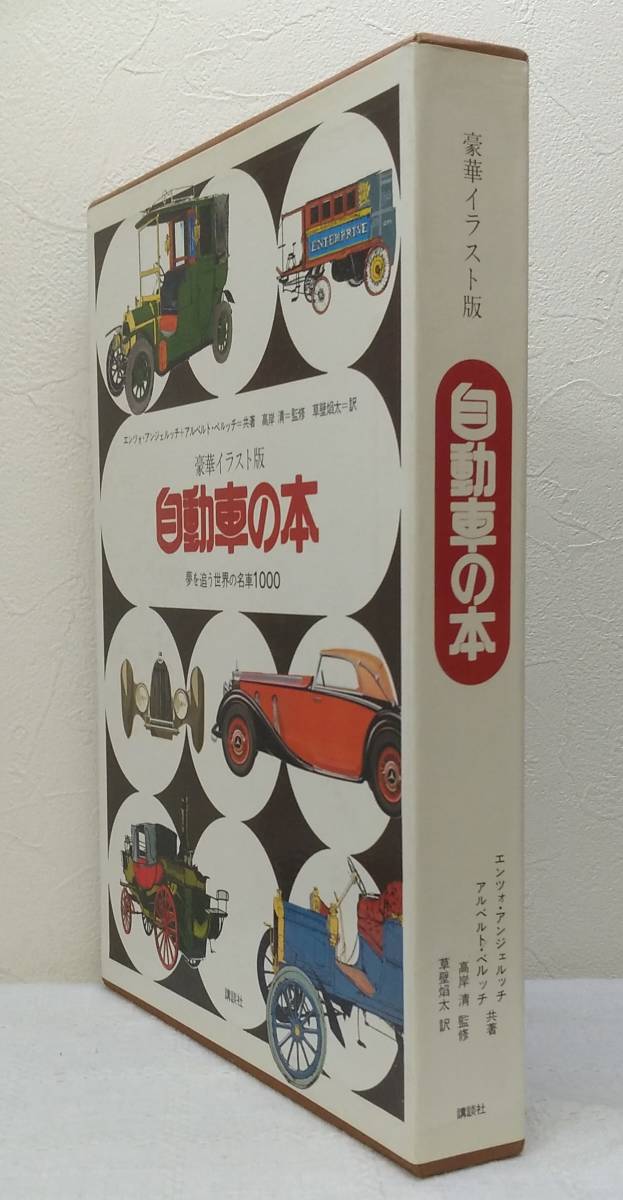 ENTERPRISE
エンツォ・アンジェルッチ+アルベルト・ベルッチ=共著 高岸 清=監修 草壁焔太=訳
豪華イラスト版
自動車の本
夢を追う世界の名車1000
講談社
豪華イラスト版
自動車の本
エンツォ・アンジェルッチ
アルベルト・ベルッチ 共著
高岸 清 監修
草壁焔太 訳
講談社